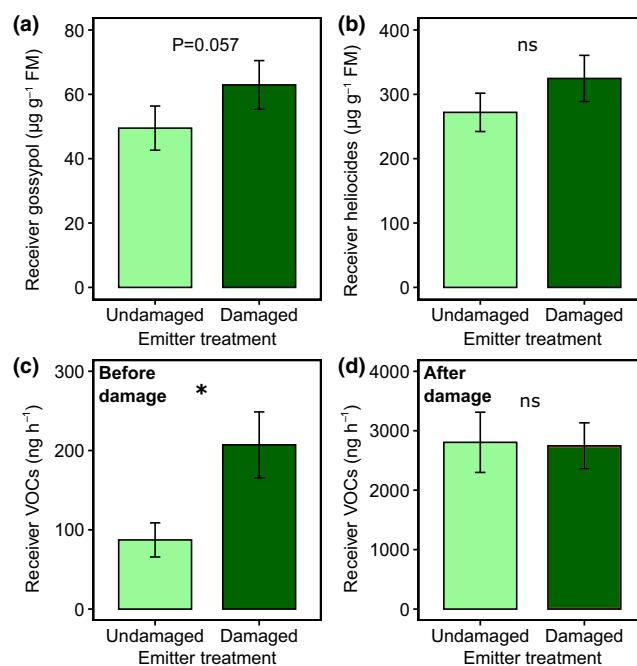 (a)
Receiver gossypol (µg g⁻¹ FM)
80
60
40
20
0
P=0.057
Undamaged Damaged
Emitter treatment
(b)
Receiver heliocides (µg g⁻¹ FM)
400
300
200
100
0
ns
Undamaged Damaged
Emitter treatment
(c)
Receiver VOCs (ng h⁻¹)
300
200
100
0
Before
damage
*
Undamaged Damaged
Emitter treatment
(d)
Receiver VOCs (ng h⁻¹)
4000
3000
2000
1000
0
After
damage
ns
Undamaged Damaged
Emitter treatment